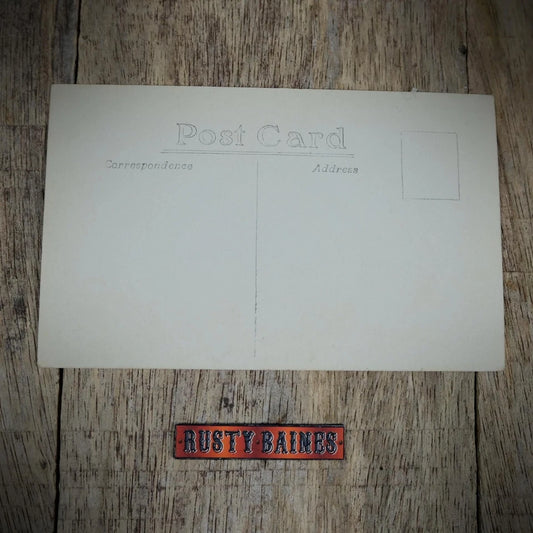 Post Card
Correspondence Address
RUSTY·BAINES